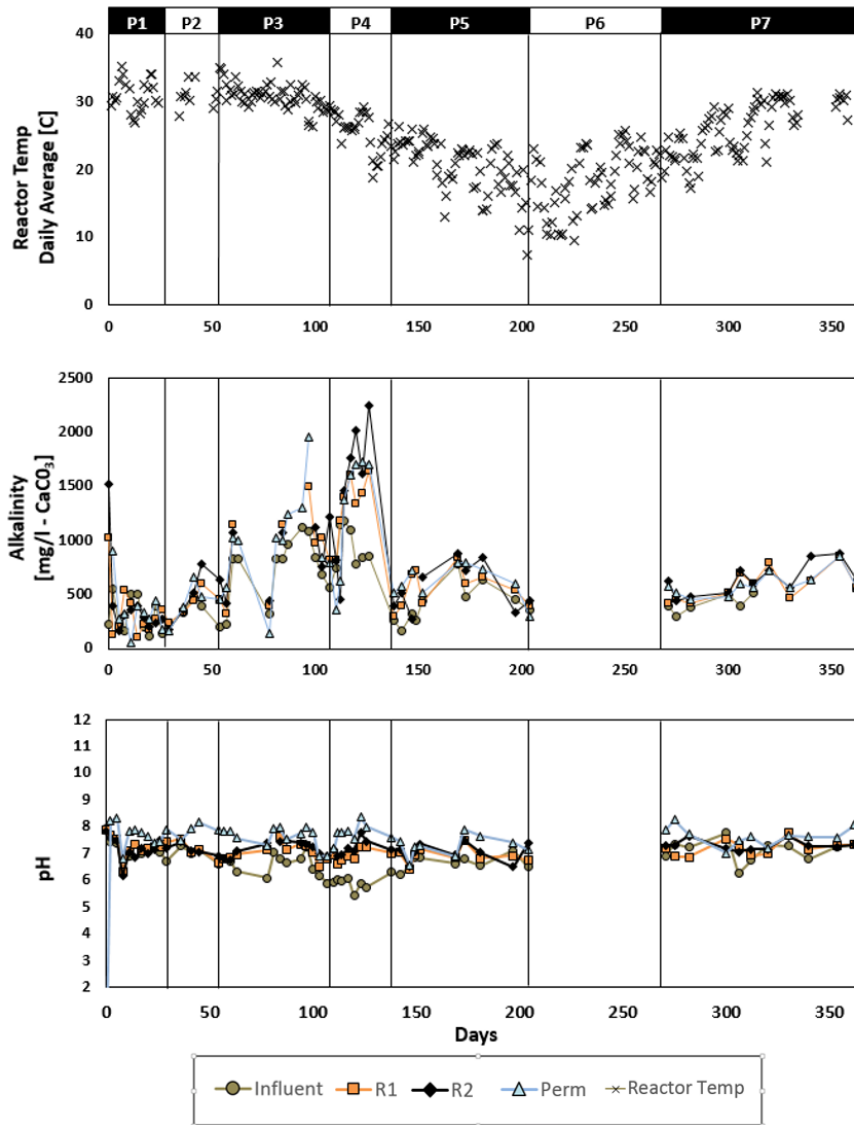 P1 P2 P3 P4 P5 P6 P7
Reactor Temp
Daily Average [C]
40
30
20
10
0
0 50 100 150 200 250 300 350
Alkalinity
[mg/l - CaC0₃]
2500
2000
1500
1000
500
0
0 50 100 150 200 250 300 350
pH
12
11
10
9
8
7
6
5
4
3
2
0 50 100 150 200 250 300 350
Days
Influent R1 R2 Perm Reactor Temp